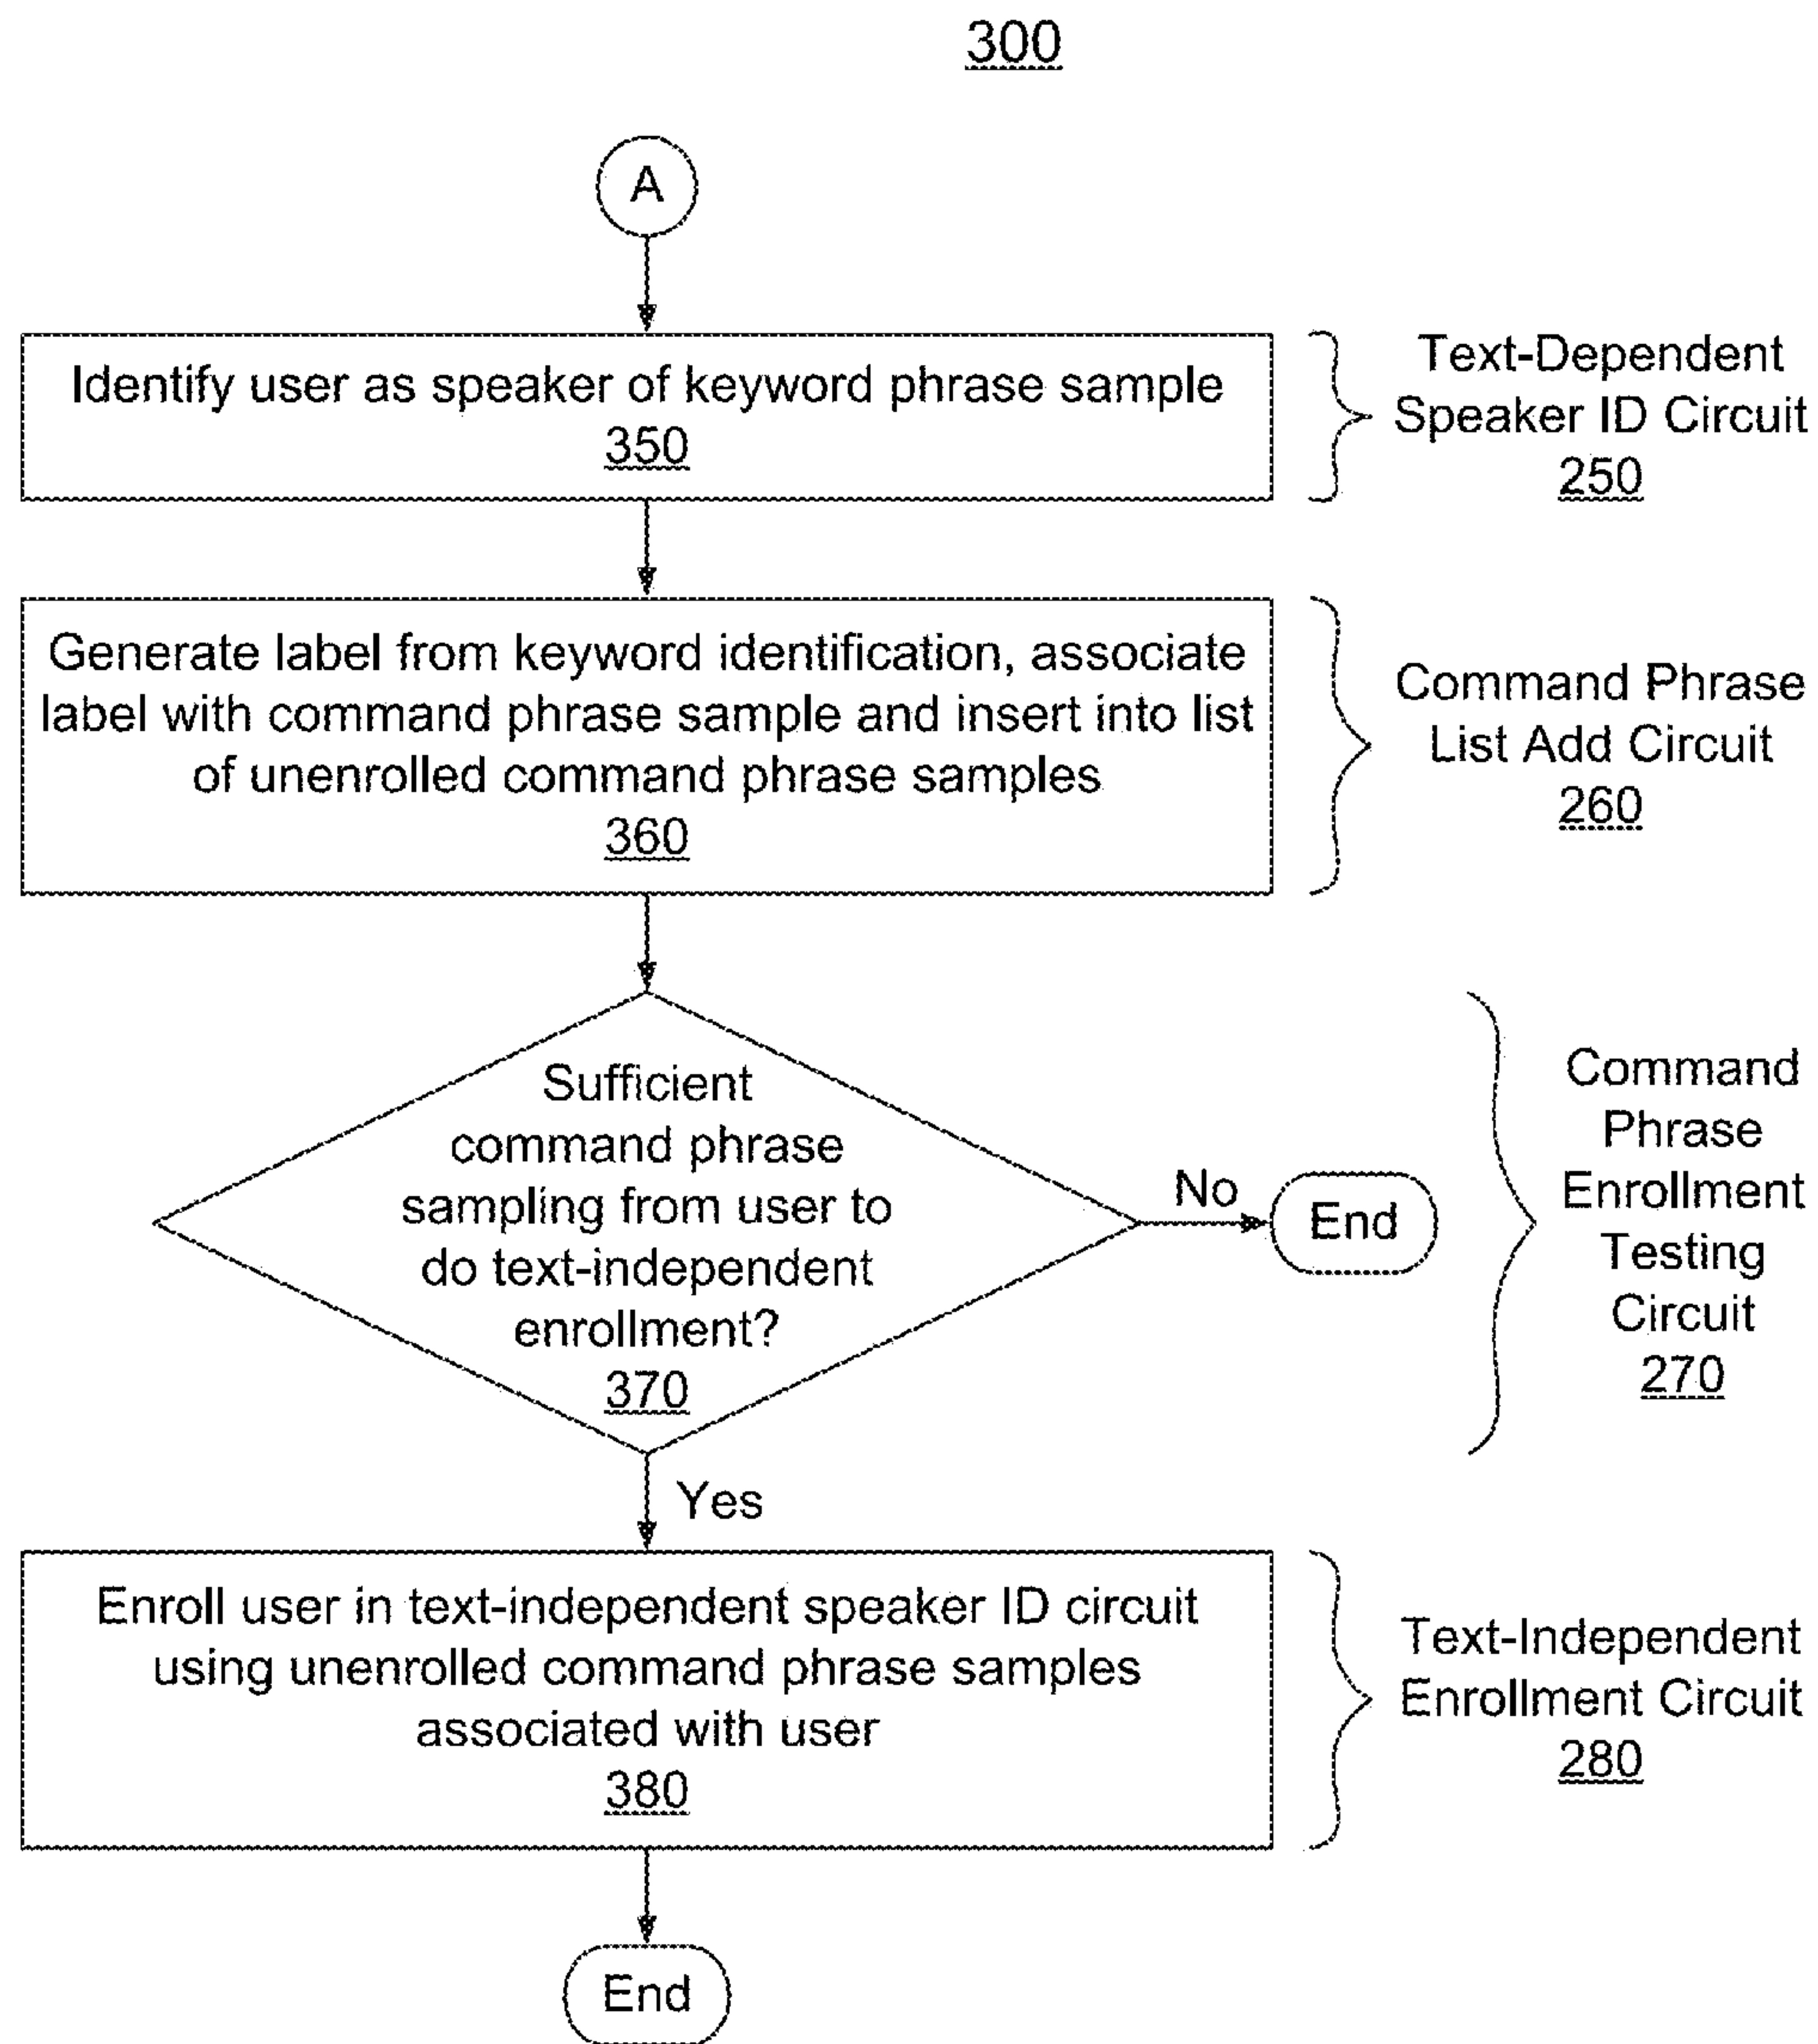 300
A
Identify user as speaker of keyword phrase sample
350
Text-Dependent
Speaker ID Circuit
250
Generate label from keyword identification, associate
label with command phrase sample and insert into list
of unenrolled command phrase samples
360
Command Phrase
List Add Circuit
260
Sufficient
command phrase
sampling from user to
do text-independent
enrollment?
370
No
End
Command
Phrase
Enrollment
Testing
Circuit
270
Yes
Enroll user in text-independent speaker ID circuit
using unenrolled command phrase samples
associated with user
380
Text-Independent
Enrollment Circuit
280
End